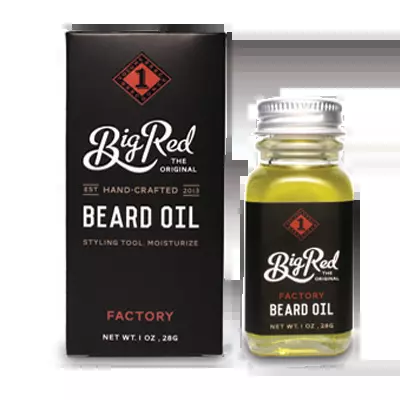 1
Big Red
THE
ORIGINAL
EST HAND-CRAFTED 2013
BEARD OIL
STYLING TOOL. MOISTURIZE
FACTORY
NET WT. 1 OZ , 28G
1
Big Red
THE
ORIGINAL
FACTORY
BEARD OIL
NET WT. 1 OZ , 28G